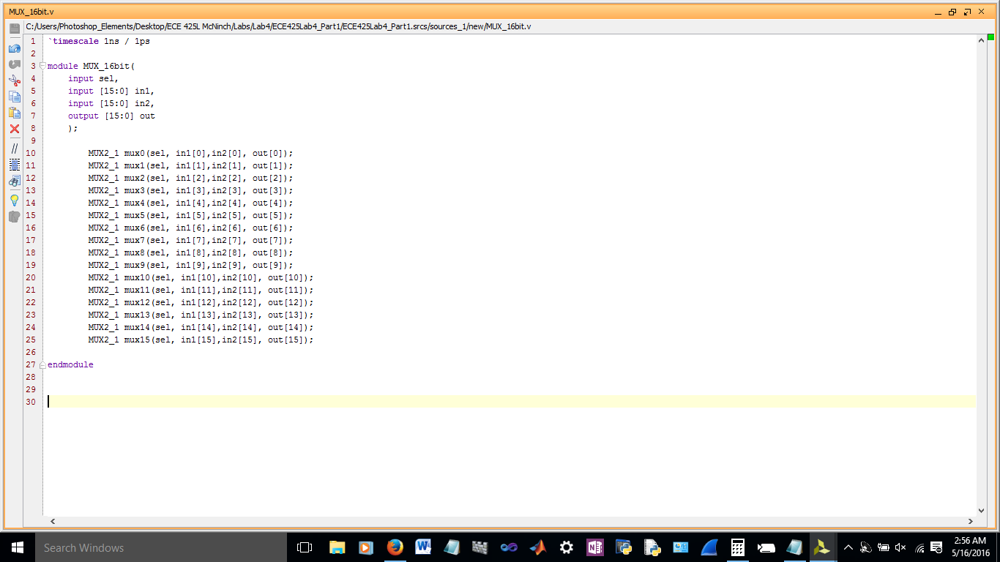 MUX_16bit.v
C:/Users/Photoshop_Elements/Desktop/ECE 425L McNinch/Labs/Lab4/ECE425Lab4_Part1/ECE425Lab4_Part1.srcs/sources_1/new/MUX_16bit.v
1 `timescale 1ns / 1ps
2
3 module MUX_16bit(
4 input sel,
5 input [15:0] in1,
6 input [15:0] in2,
7 output [15:0] out
8 );
9
10 MUX2_1 mux0(sel, in1[0],in2[0], out[0]);
11 MUX2_1 mux1(sel, in1[1],in2[1], out[1]);
12 MUX2_1 mux2(sel, in1[2],in2[2], out[2]);
13 MUX2_1 mux3(sel, in1[3],in2[3], out[3]);
14 MUX2_1 mux4(sel, in1[4],in2[4], out[4]);
15 MUX2_1 mux5(sel, in1[5],in2[5], out[5]);
16 MUX2_1 mux6(sel, in1[6],in2[6], out[6]);
17 MUX2_1 mux7(sel, in1[7],in2[7], out[7]);
18 MUX2_1 mux8(sel, in1[8],in2[8], out[8]);
19 MUX2_1 mux9(sel, in1[9],in2[9], out[9]);
20 MUX2_1 mux10(sel, in1[10],in2[10], out[10]);
21 MUX2_1 mux11(sel, in1[11],in2[11], out[11]);
22 MUX2_1 mux12(sel, in1[12],in2[12], out[12]);
23 MUX2_1 mux13(sel, in1[13],in2[13], out[13]);
24 MUX2_1 mux14(sel, in1[14],in2[14], out[14]);
25 MUX2_1 mux15(sel, in1[15],in2[15], out[15]);
26
27 endmodule
28
29
30
Search Windows
2:56 AM
5/16/2016